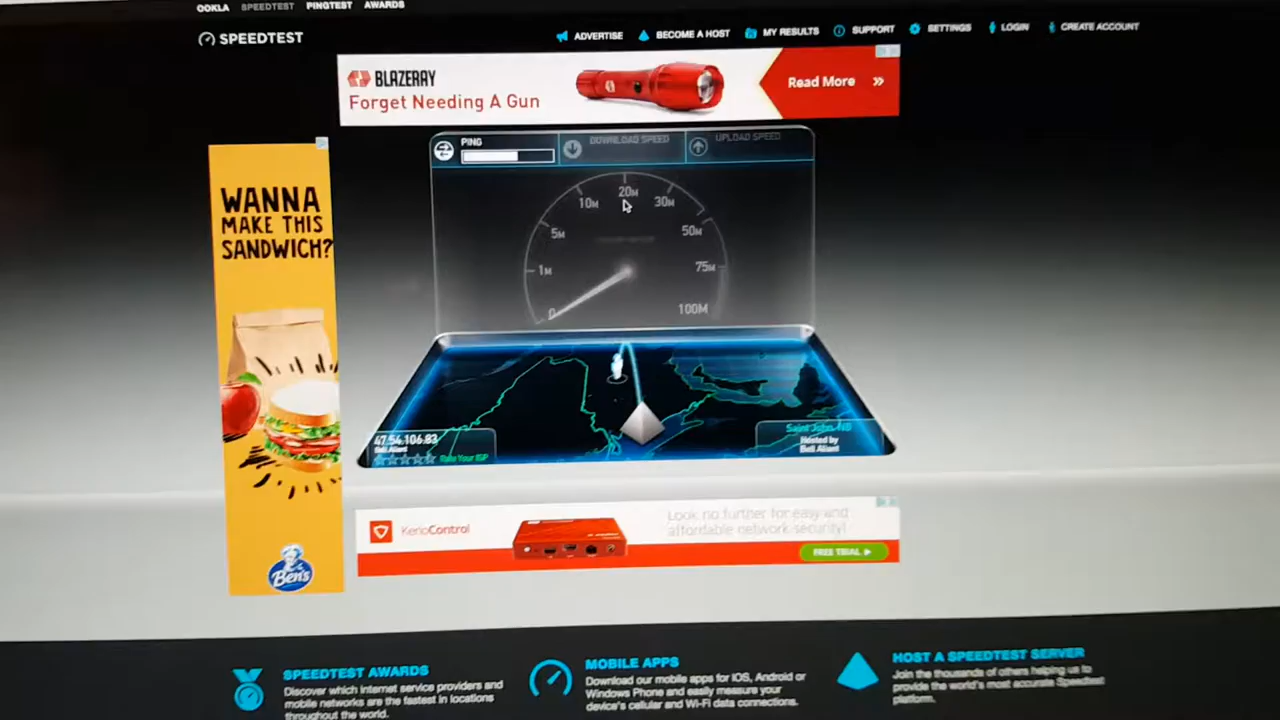 OOKLA SPEEDTEST PINGTEST AWARDS
SPEEDTEST
ADVERTISE BECOME A HOST MY RESULTS SUPPORT SETTINGS LOGIN CREATE ACCOUNT
BLAZERAY
Forget Needing A Gun
Read More »
PING DOWNLOAD SPEED UPLOAD SPEED
WANNA
MAKE THIS
SANDWICH?
Ben's
0
1M
5M
10M
20M
30M
50M
75M
100M
47.54.106.83
Bell Aliant
Rate Your ISP
Saint John, NB
Hosted by
Bell Aliant
KerioControl
Look no further for easy and
affordable network security!
FREE TRIAL
SPEEDTEST AWARDS
Discover which internet service providers and
mobile networks are the fastest in locations
throughout the world.
MOBILE APPS
Download our mobile apps for iOS, Android or
Windows Phone and easily measure your
device's cellular and Wi-Fi data connections.
HOST A SPEEDTEST SERVER
Join the thousands of others helping us to
provide the world's most accurate Speedtest
platform.